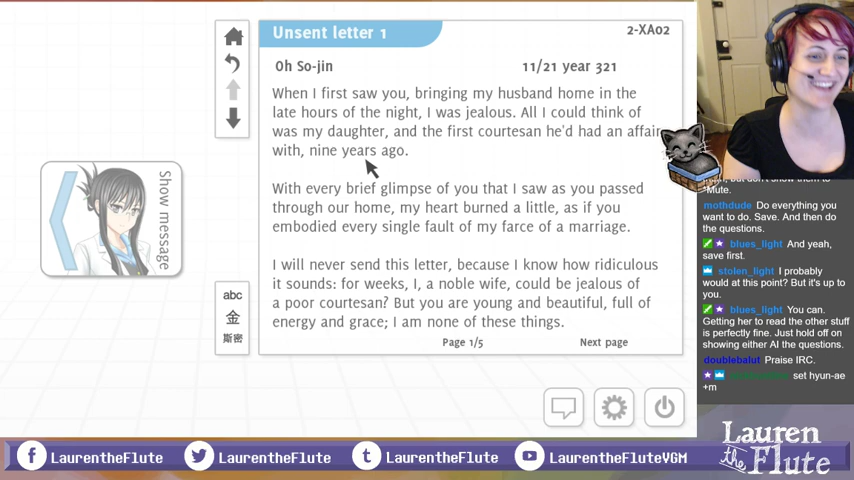 Unsent letter 1
2-XA02
Oh So-jin
11/21 year 321
When I first saw you, bringing my husband home in the
late hours of the night, I was jealous. All I could think of
was my daughter, and the first courtesan he'd had an affair
with, nine years ago.
With every brief glimpse of you that I saw as you passed
through our home, my heart burned a little, as if you
embodied every single fault of my farce of a marriage.
I will never send this letter, because I know how ridiculous
it sounds: for weeks, I, a noble wife, could be jealous of
a poor courtesan? But you are young and beautiful, full of
energy and grace; I am none of these things.
Page 1/5
Next page
Show message
abc
金
斯密
*Mute.
mothdude Do everything you
want to do. Save. And then do
the questions.
blues_light And yeah,
save first.
stolen_light I probably
would at this point? But it's up to
you.
blues_light You can.
Getting her to read the other stuff
is perfectly fine. Just hold off on
showing either AI the questions.
doublebalut Praise IRC.
set hyun-ae
+m
LaurentheFlute
LaurentheFlute
LaurentheFlute
LaurentheFluteVGM
Lauren
the Flute